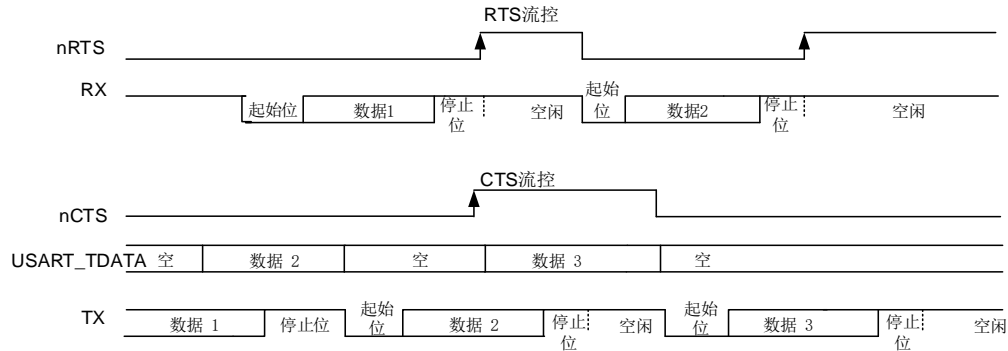 RTS流控
nRTS
RX
起始位
数据1
停止
位
空闲
起始
位
数据2
停止
位
空闲
CTS流控
nCTS
USART_TDATA 空 数据 2 空 数据 3 空
TX
数据 1
停止位
起始
位
数据 2
停止
位
空闲
起始
位
数据 3
停止
位
空闲